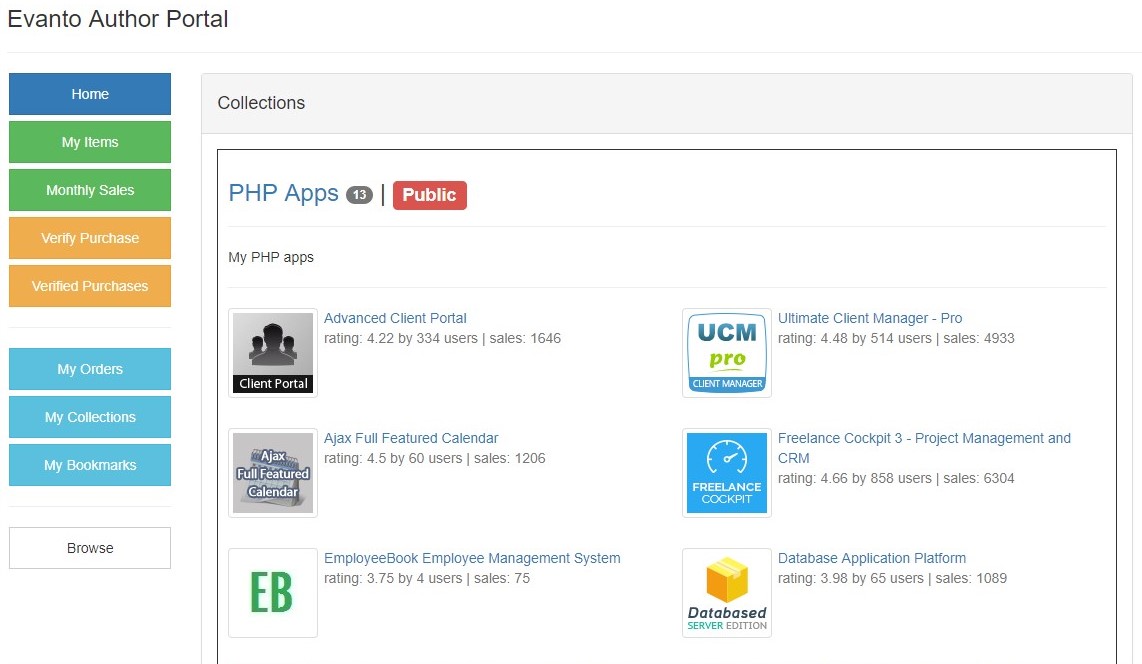 Evanto Author Portal
Home
My Items
Monthly Sales
Verify Purchase
Verified Purchases
My Orders
My Collections
My Bookmarks
Browse
Collections
PHP Apps 13 | Public
My PHP apps
Client Portal
Advanced Client Portal
rating: 4.22 by 334 users | sales: 1646
UCM
pro
CLIENT MANAGER
Ultimate Client Manager - Pro
rating: 4.48 by 514 users | sales: 4933
Ajax
Full Featured
Calendar
Ajax Full Featured Calendar
rating: 4.5 by 60 users | sales: 1206
FREELANCE
COCKPIT
Freelance Cockpit 3 - Project Management and
CRM
rating: 4.66 by 858 users | sales: 6304
EB
EmployeeBook Employee Management System
rating: 3.75 by 4 users | sales: 75
Databased
SERVER EDITION
Database Application Platform
rating: 3.98 by 65 users | sales: 1089